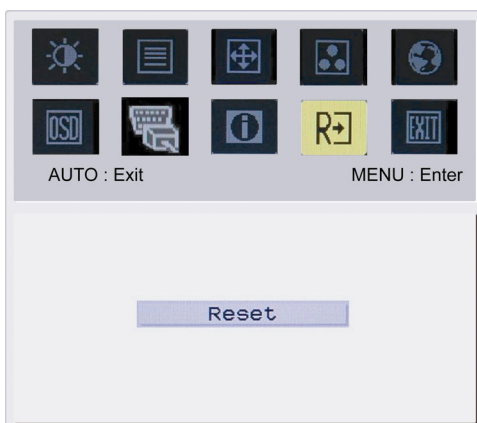 OSD
R
EXIT
AUTO : Exit
MENU : Enter
Reset